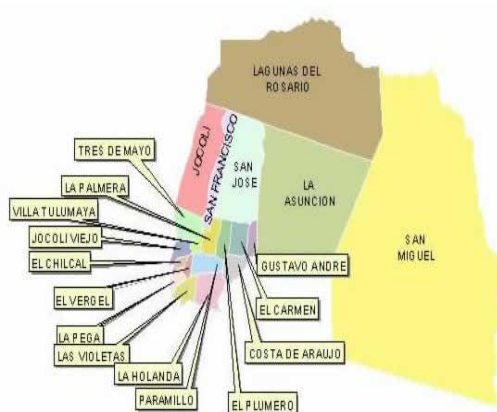 LAGUNAS DEL
ROSARIO
JOCOLI
SAN FRANCISCO
SAN
JOSE
LA
ASUNCION
SAN
MIGUEL
TRES DE MAYO
LA PALMERA
VILLA TULUMAYA
JOCOLI VIEJO
EL CHILCAL
EL VERGEL
LA PEGA
LAS VIOLETAS
LA HOLANDA
PARAMILLO
EL PLUMERO
COSTA DE ARAUJO
EL CARMEN
GUSTAVO ANDRE